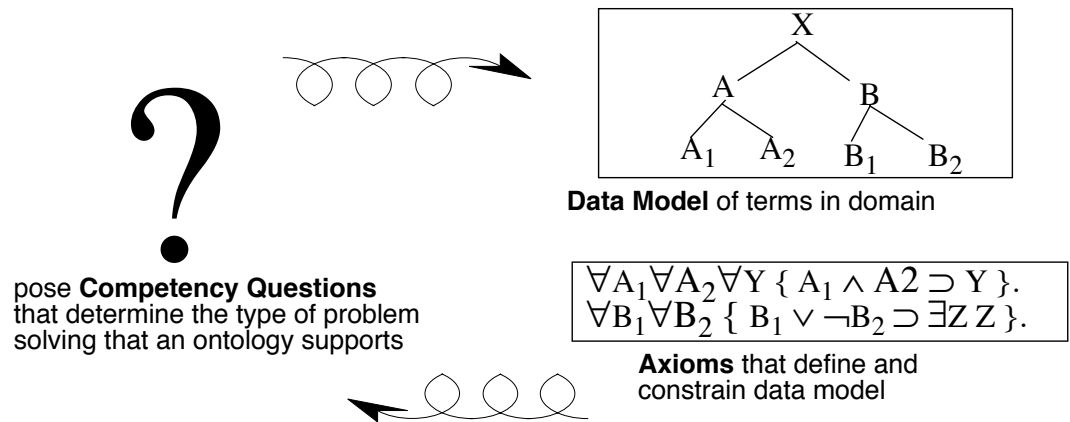 ?
X
A B
A₁ A₂ B₁ B₂
Data Model of terms in domain
pose Competency Questions
that determine the type of problem
solving that an ontology supports
∀A₁∀A₂∀Y { A₁ ∧ A2 ⊃ Y }.
∀B₁∀B₂ { B₁ ∨ ¬B₂ ⊃ ∃Z Z }.
Axioms that define and
constrain data model